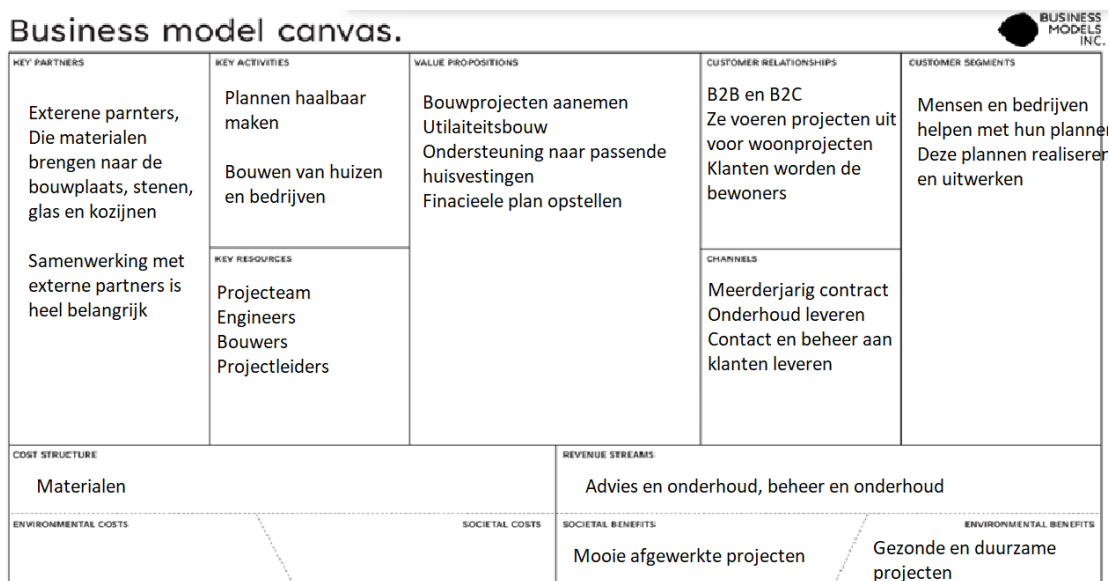 Business model canvas.
BUSINESS
MODELS
INC.
KEY PARTNERS
Exterene parnters,
Die materialen
brengen naar de
bouwplaats, stenen,
glas en kozijnen
Samenwerking met
externe partners is
heel belangrijk
KEY ACTIVITIES
Plannen haalbaar
maken
Bouwen van huizen
en bedrijven
KEY RESOURCES
Projecteam
Engineers
Bouwers
Projectleiders
VALUE PROPOSITIONS
Bouwprojecten aanemen
Utilaiteitsbouw
Ondersteuning naar passende
huisvestingen
Finacieele plan opstellen
CUSTOMER RELATIONSHIPS
B2B en B2C
Ze voeren projecten uit
voor woonprojecten
Klanten worden de
bewoners
CHANNELS
Meerderjarig contract
Onderhoud leveren
Contact en beheer aan
klanten leveren
CUSTOMER SEGMENTS
Mensen en bedrijven
helpen met hun plannen
Deze plannen realiseren
en uitwerken
COST STRUCTURE
Materialen
REVENUE STREAMS
Advies en onderhoud, beheer en onderhoud
ENVIRONMENTAL COSTS
SOCIETAL COSTS
SOCIETAL BENEFITS
Mooie afgewerkte projecten
ENVIRONMENTAL BENEFITS
Gezonde en duurzame
projecten